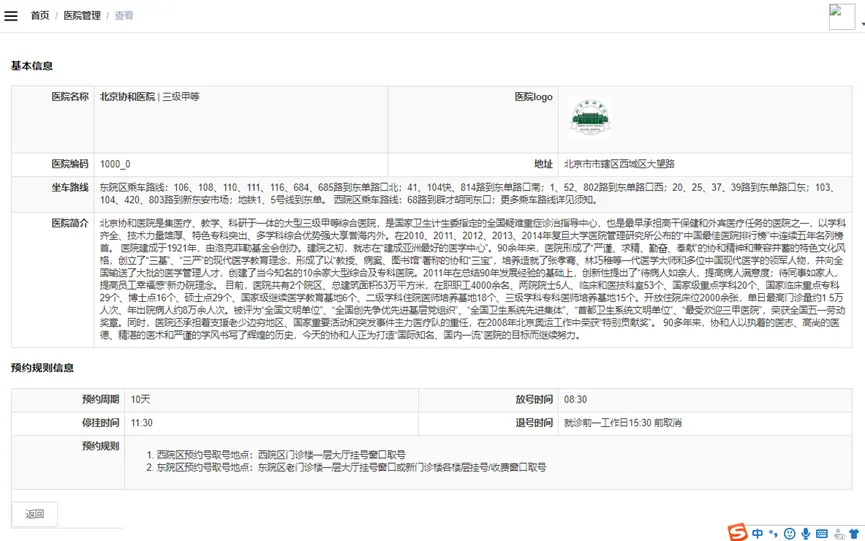 首页 / 医院管理 / 查看
基本信息
医院名称 北京协和医院 | 三级甲等 医院logo
医院编码 1000_0 地址 北京市市辖区西城区大望路
坐车路线 东院区乘车路线：106、108、110、111、116、684、685路到东单路口北；41、104快、814路到东单路口南；1、52、802路到东单路口西；20、25、37、39路到东单路口东；103、
104、420、803路到新东安市场；地铁1、5号线到东单。 西院区乘车路线：68路到辟才胡同东口；更多乘车路线详见须知。
医院简介 北京协和医院是集医疗、教学、科研于一体的大型三级甲等综合医院，是国家卫生计生委指定的全国疑难重症诊治指导中心，也是最早承担高干保健和外宾医疗任务的医院之一，以学科
齐全、技术力量雄厚、特色专科突出、多学科综合优势强大享誉海内外。在2010、2011、2012、2013、2014年复旦大学医院管理研究所公布的“中国最佳医院排行榜”中连续五年名列榜
首。 医院建成于1921年，由洛克菲勒基金会创办。建院之初，就志在“建成亚洲最好的医学中心”。90余年来，医院形成了“严谨、求精、勤奋、奉献”的协和精神和兼容并蓄的特色文化风
格，创立了“三基”、“三严”的现代医学教育理念，形成了以“教授、病案、图书馆”著称的协和“三宝”，培养造就了张孝骞、林巧稚等一代医学大师和多位中国现代医学的领军人物，并向全
国输送了大批的医学管理人才，创建了当今知名的10余家大型综合及专科医院。2011年在总结90年发展经验的基础上，创新性提出了“待病人如亲人，提高病人满意度；待同事如家人，
提高员工幸福感”新办院理念。 目前，医院共有2个院区、总建筑面积53万平方米，在职职工4000余名、两院院士5人、临床和医技科室53个、国家级重点学科20个、国家临床重点专科
29个、博士点16个、硕士点29个、国家级继续医学教育基地6个、二级学科住院医师培养基地18个、三级学科专科医师培养基地15个。开放住院床位2000余张，单日最高门诊量约1.5万
人次、年出院病人约8万余人次。被评为“全国文明单位”、“全国创先争优先进基层党组织”、“全国卫生系统先进集体”、“首都卫生系统文明单位”、“最受欢迎三甲医院”，荣获全国五一劳动
奖章。同时，医院还承担着支援老少边穷地区、国家重要活动和突发事件主力医疗队的重任，在2008年北京奥运工作中荣获“特别贡献奖”。 90多年来，协和人以执着的医志、高尚的医
德、精湛的医术和严谨的学风书写了辉煌的历史，今天的协和人正为打造“国际知名、国内一流”医院的目标而继续努力。
预约规则信息
预约周期 10天 放号时间 08:30
停挂时间 11:30 退号时间 就诊前一工作日15:30 前取消
预约规则 1. 西院区预约号取号地点：西院区门诊楼一层大厅挂号窗口取号
2. 东院区预约号取号地点：东院区老门诊楼一层大厅挂号窗口或新门诊楼各楼层挂号/收费窗口取号
返回
中